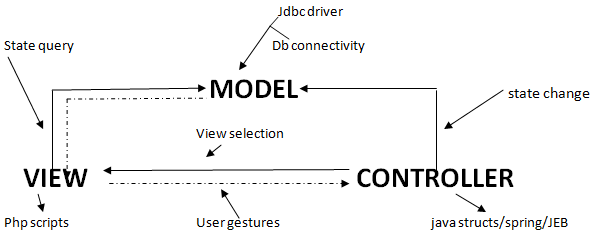 Jdbc driver
State query
Db connectivity
MODEL
state change
View selection
VIEW
CONTROLLER
Php scripts
User gestures
java structs/spring/JEB